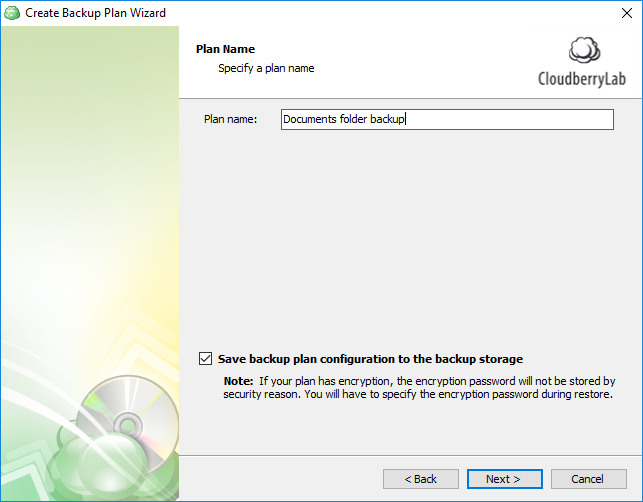 Create Backup Plan Wizard
Plan Name
Specify a plan name
CloudberryLab
Plan name: Documents folder backup
Save backup plan configuration to the backup storage
Note: If your plan has encryption, the encryption password will not be stored by
security reason. You will have to specify the encryption password during restore.
< Back Next > Cancel